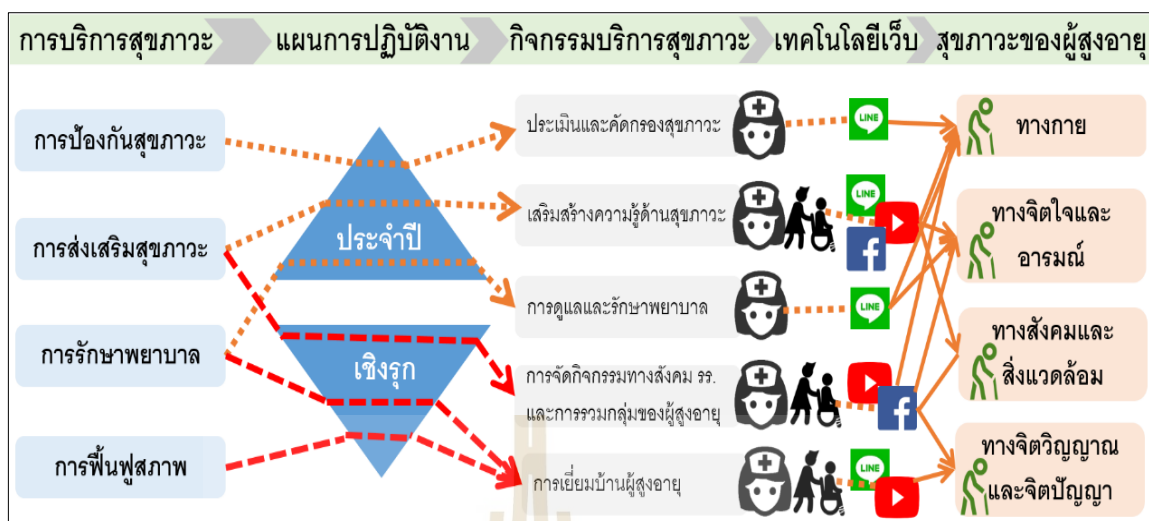 การบริการสุขภาวะ
แผนการปฏิบัติงาน
กิจกรรมบริการสุขภาวะ
เทคโนโลยีเว็บ
สุขภาวะของผู้สูงอายุ
การป้องกันสุขภาวะ
การส่งเสริมสุขภาวะ
การรักษาพยาบาล
การฟื้นฟูสภาพ
ประจำปี
เชิงรุก
ประเมินและคัดกรองสุขภาวะ
เสริมสร้างความรู้ด้านสุขภาวะ
การดูแลและรักษาพยาบาล
การจัดกิจกรรมทางสังคม รร.
และการรวมกลุ่มของผู้สูงอายุ
การเยี่ยมบ้านผู้สูงอายุ
LINE
LINE
LINE
LINE
ทางกาย
ทางจิตใจและ
อารมณ์
ทางสังคมและ
สิ่งแวดล้อม
ทางจิตวิญญาณ
และจิตปัญญา